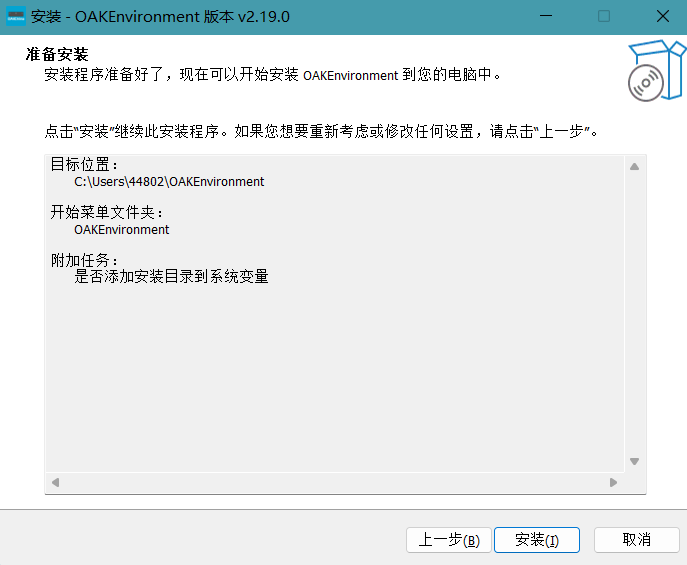 安装 - OAKEnvironment 版本 v2.19.0
准备安装
安装程序准备好了，现在可以开始安装 OAKEnvironment 到您的电脑中。
点击“安装”继续此安装程序。如果您想要重新考虑或修改任何设置，请点击“上一步”。
目标位置：
C:\Users\44802\OAKEnvironment
开始菜单文件夹：
OAKEnvironment
附加任务：
是否添加安装目录到系统变量
上一步(B) 安装(I) 取消